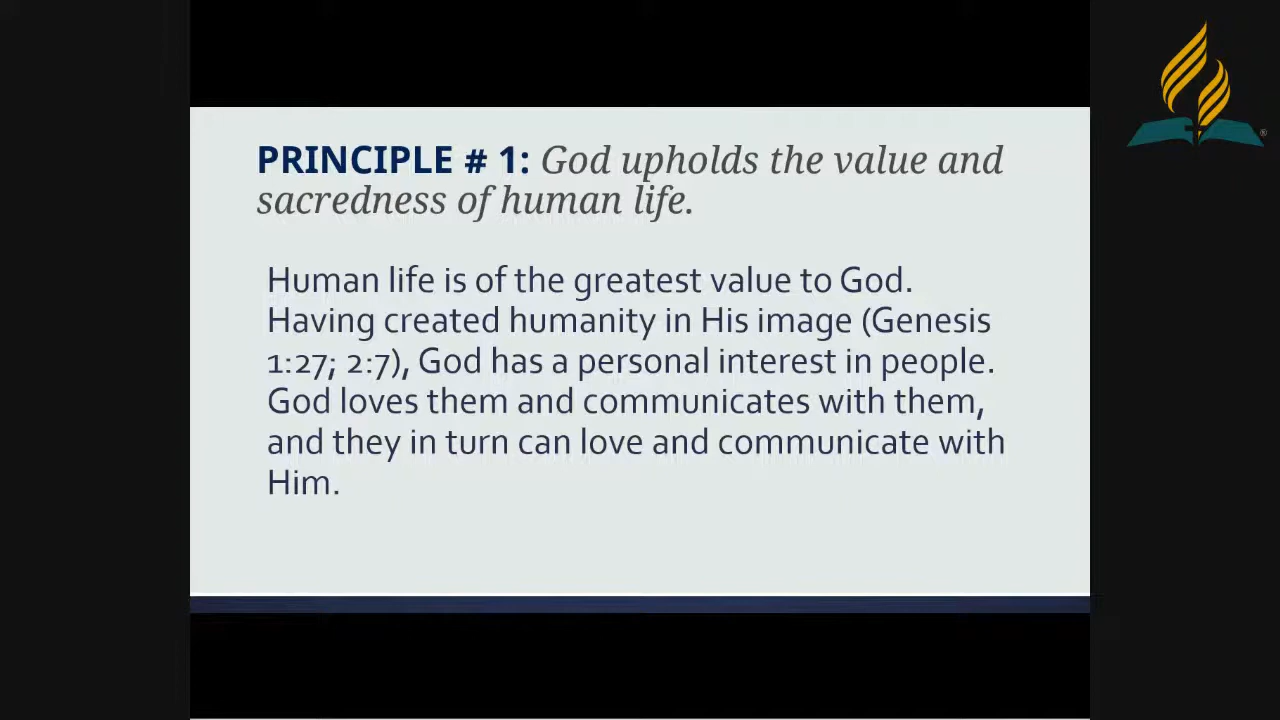 PRINCIPLE # 1: God upholds the value and
sacredness of human life.
Human life is of the greatest value to God.
Having created humanity in His image (Genesis
1:27; 2:7), God has a personal interest in people.
God loves them and communicates with them,
and they in turn can love and communicate with
Him.
®